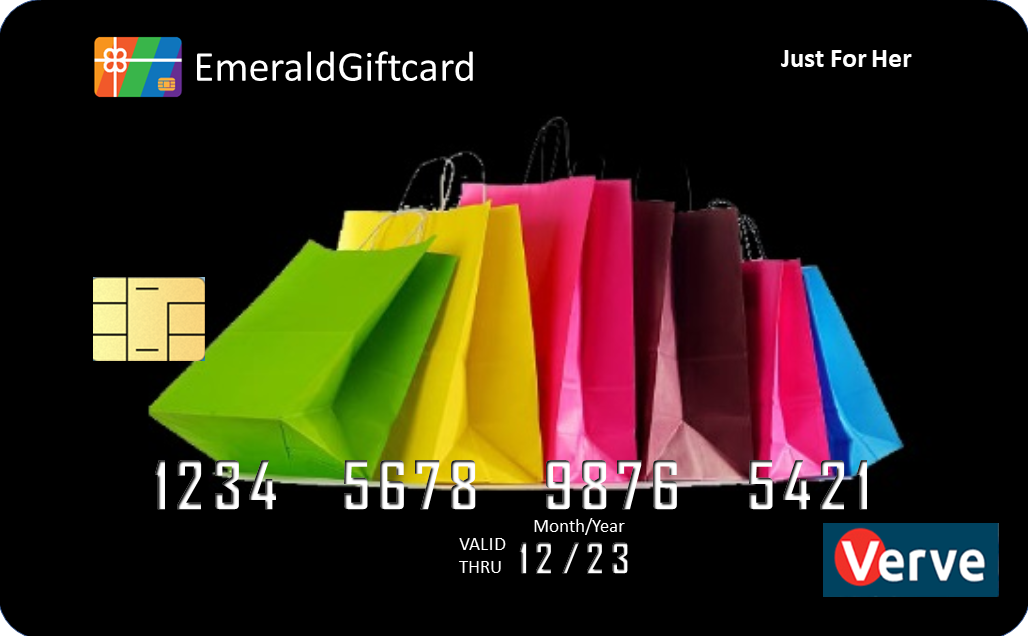 EmeraldGiftcard
Just For Her
1234 5678 9876 5421
Month/Year
VALID
THRU
12/23
Verve